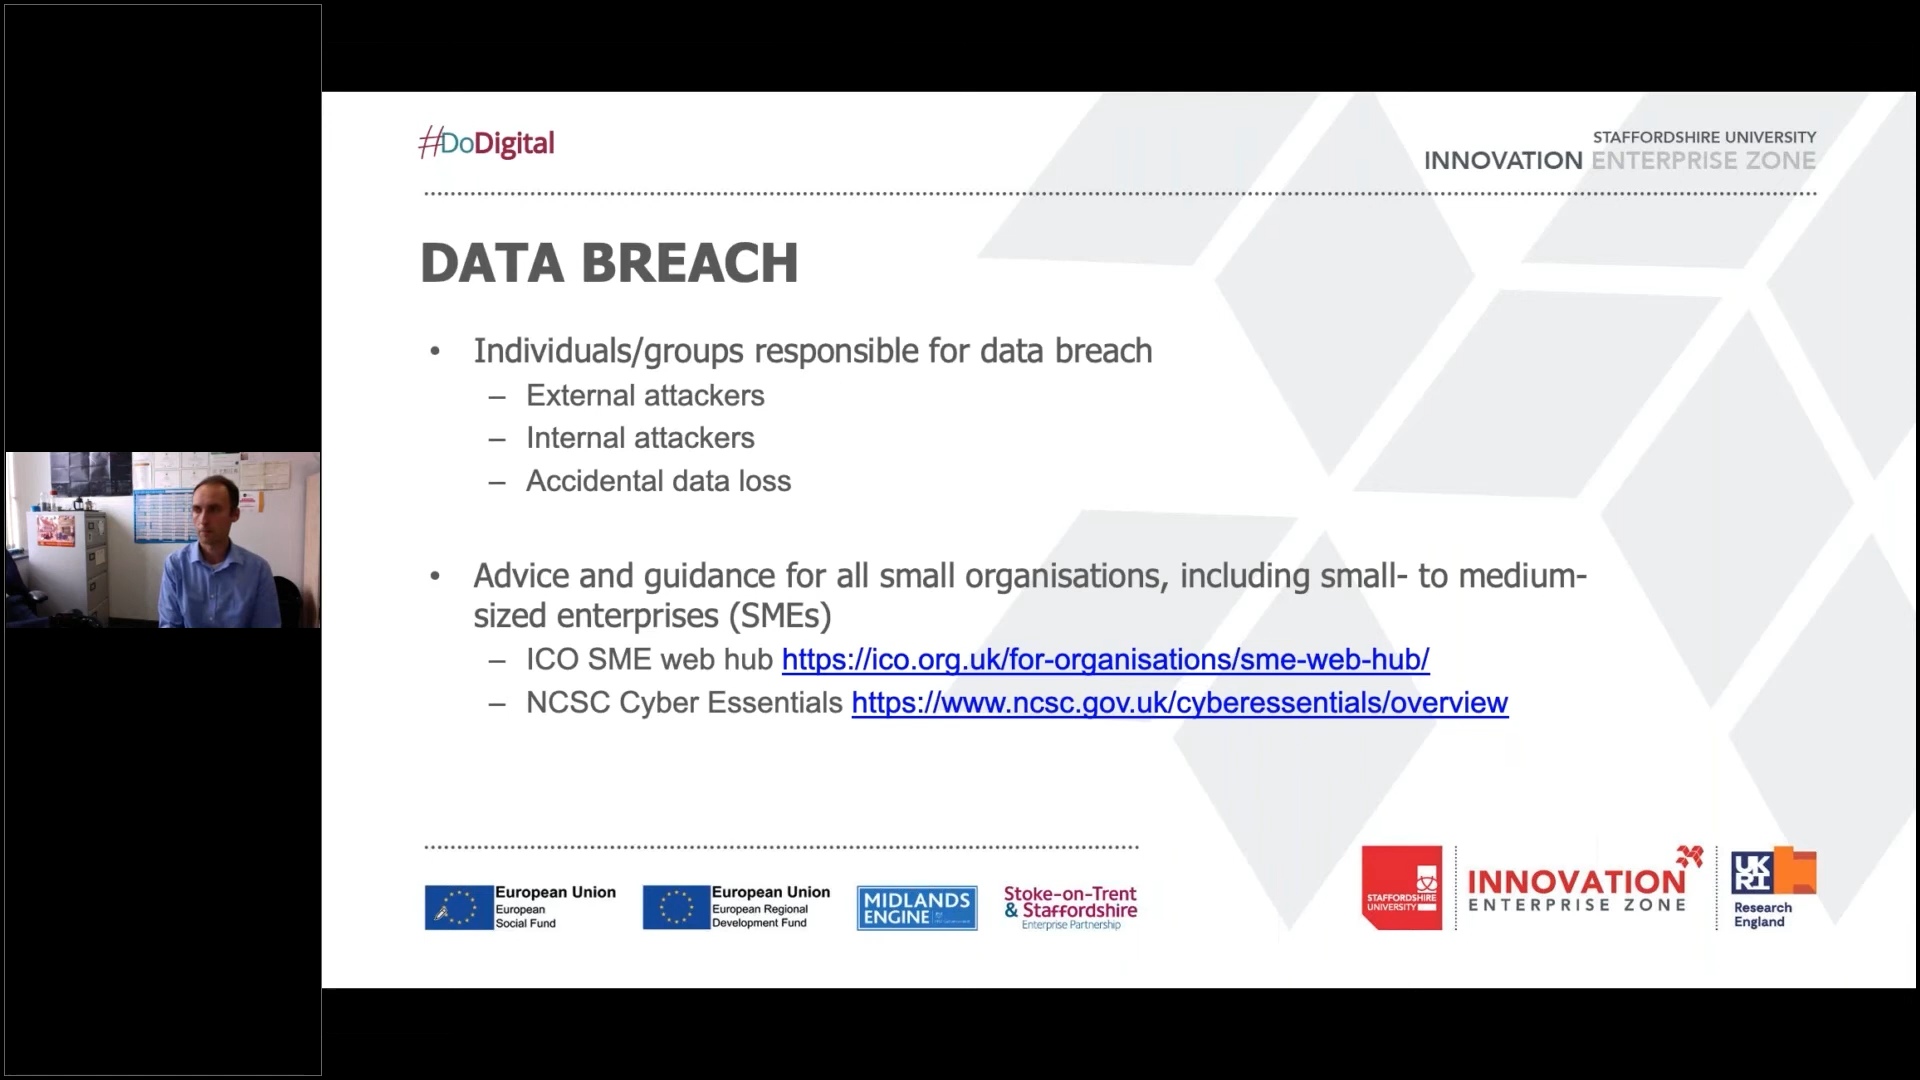 #DoDigital
STAFFORDSHIRE UNIVERSITY
INNOVATION ENTERPRISE ZONE
DATA BREACH
• Individuals/groups responsible for data breach
– External attackers
– Internal attackers
– Accidental data loss
• Advice and guidance for all small organisations, including small- to medium-
sized enterprises (SMEs)
– ICO SME web hub https://ico.org.uk/for-organisations/sme-web-hub/
– NCSC Cyber Essentials https://www.ncsc.gov.uk/cyberessentials/overview
European Union
European
Social Fund
European Union
European Regional
Development Fund
MIDLANDS
ENGINE
Stoke-on-Trent
& Staffordshire
Enterprise Partnership
STAFFORDSHIRE
UNIVERSITY
INNOVATION
ENTERPRISE ZONE
UK
RI
Research
England